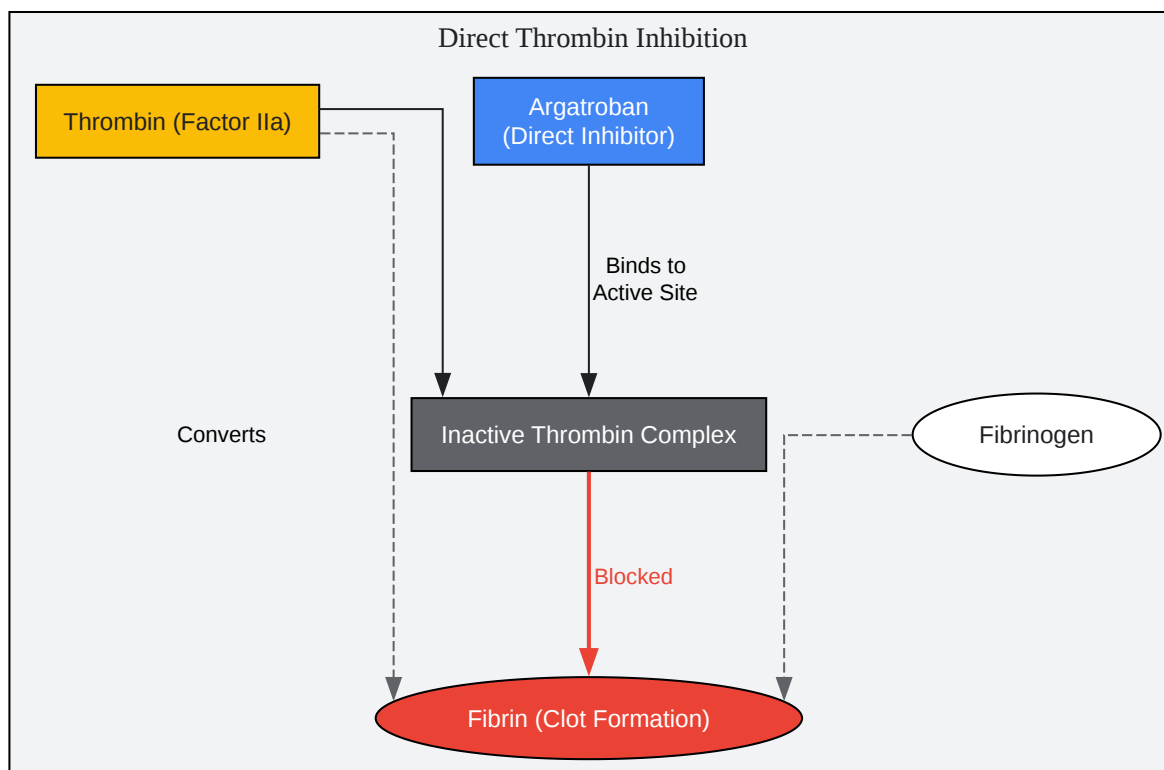 Direct Thrombin Inhibition
Thrombin (Factor IIa)
Argatroban
(Direct Inhibitor)
Binds to
Active Site
Converts
Inactive Thrombin Complex
Fibrinogen
Blocked
Fibrin (Clot Formation)